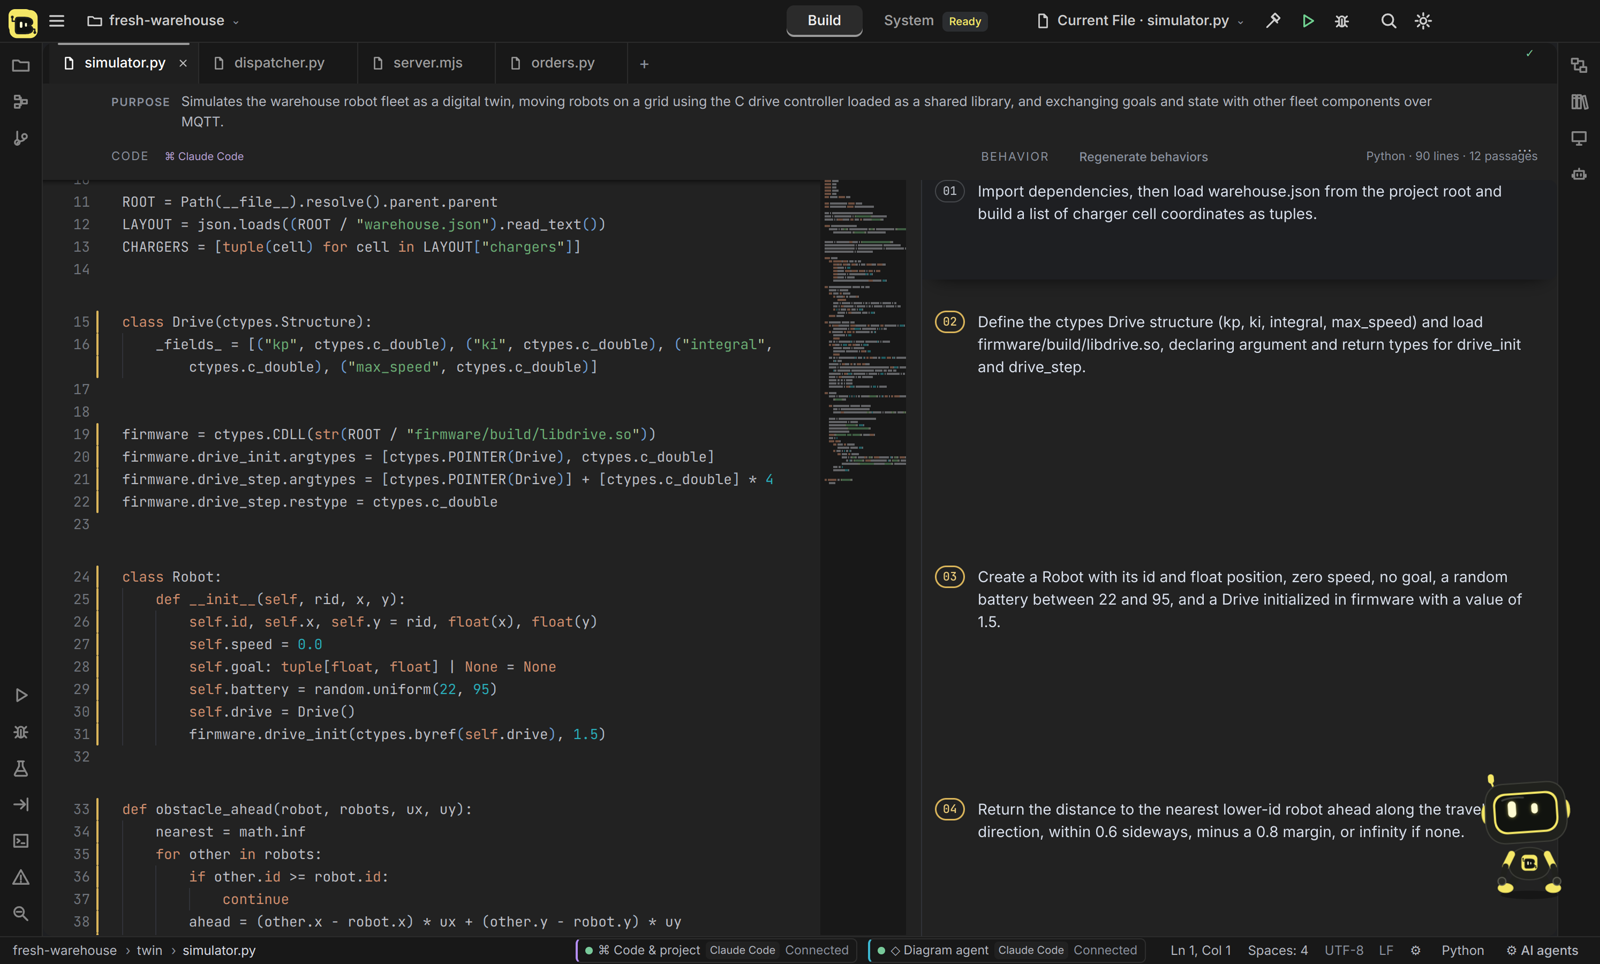 fresh-warehouse
Build
System Ready
Current File · simulator.py
simulator.py ×
dispatcher.py
server.mjs
orders.py
+
PURPOSE Simulates the warehouse robot fleet as a digital twin, moving robots on a grid using the C drive controller loaded as a shared library, and exchanging goals and state with other fleet components over
MQTT.
CODE ⌘ Claude Code
BEHAVIOR Regenerate behaviors Python · 90 lines · 12 passages
10
11 ROOT = Path(__file__).resolve().parent.parent
12 LAYOUT = json.loads((ROOT / "warehouse.json").read_text())
13 CHARGERS = [tuple(cell) for cell in LAYOUT["chargers"]]
14
15 class Drive(ctypes.Structure):
16 _fields_ = [("kp", ctypes.c_double), ("ki", ctypes.c_double), ("integral",
ctypes.c_double), ("max_speed", ctypes.c_double)]
17
18
19 firmware = ctypes.CDLL(str(ROOT / "firmware/build/libdrive.so"))
20 firmware.drive_init.argtypes = [ctypes.POINTER(Drive), ctypes.c_double]
21 firmware.drive_step.argtypes = [ctypes.POINTER(Drive)] + [ctypes.c_double] * 4
22 firmware.drive_step.restype = ctypes.c_double
23
24 class Robot:
25 def __init__(self, rid, x, y):
26 self.id, self.x, self.y = rid, float(x), float(y)
27 self.speed = 0.0
28 self.goal: tuple[float, float] | None = None
29 self.battery = random.uniform(22, 95)
30 self.drive = Drive()
31 firmware.drive_init(ctypes.byref(self.drive), 1.5)
32
33 def obstacle_ahead(robot, robots, ux, uy):
34 nearest = math.inf
35 for other in robots:
36 if other.id >= robot.id:
37 continue
38 ahead = (other.x - robot.x) * ux + (other.y - robot.y) * uy
01 Import dependencies, then load warehouse.json from the project root and
build a list of charger cell coordinates as tuples.
02 Define the ctypes Drive structure (kp, ki, integral, max_speed) and load
firmware/build/libdrive.so, declaring argument and return types for drive_init
and drive_step.
03 Create a Robot with its id and float position, zero speed, no goal, a random
battery between 22 and 95, and a Drive initialized in firmware with a value of
1.5.
04 Return the distance to the nearest lower-id robot ahead along the trave
direction, within 0.6 sideways, minus a 0.8 margin, or infinity if none.
fresh-warehouse › twin › simulator.py
⌘ Code & project Claude Code Connected
◇ Diagram agent Claude Code Connected
Ln 1, Col 1 Spaces: 4 UTF-8 LF Python AI agents